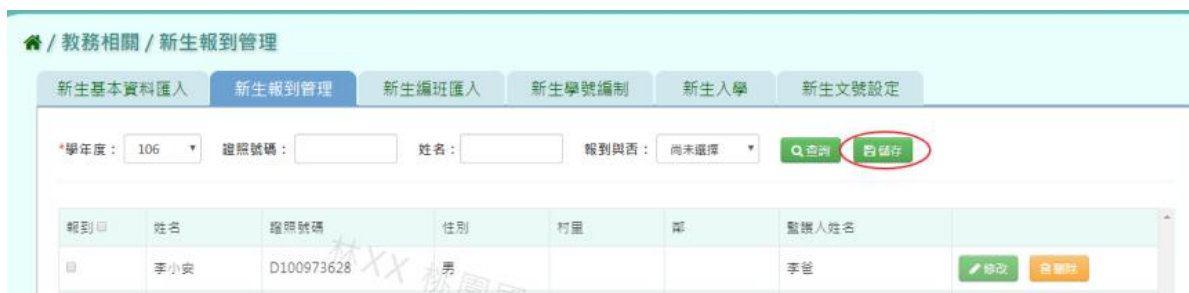 / 教務相關 / 新生報到管理
新生基本資料匯入 新生報到管理 新生編班匯入 新生學號編制 新生入學 新生文號設定
*學年度： 106 證照號碼： 姓名： 報到與否： 尚未選擇 查詢 儲存
報到 姓名 證照號碼 性別 村里 鄰 監護人姓名
李小安 D100973628 男 李爸 修改 刪除
林XX 桃園